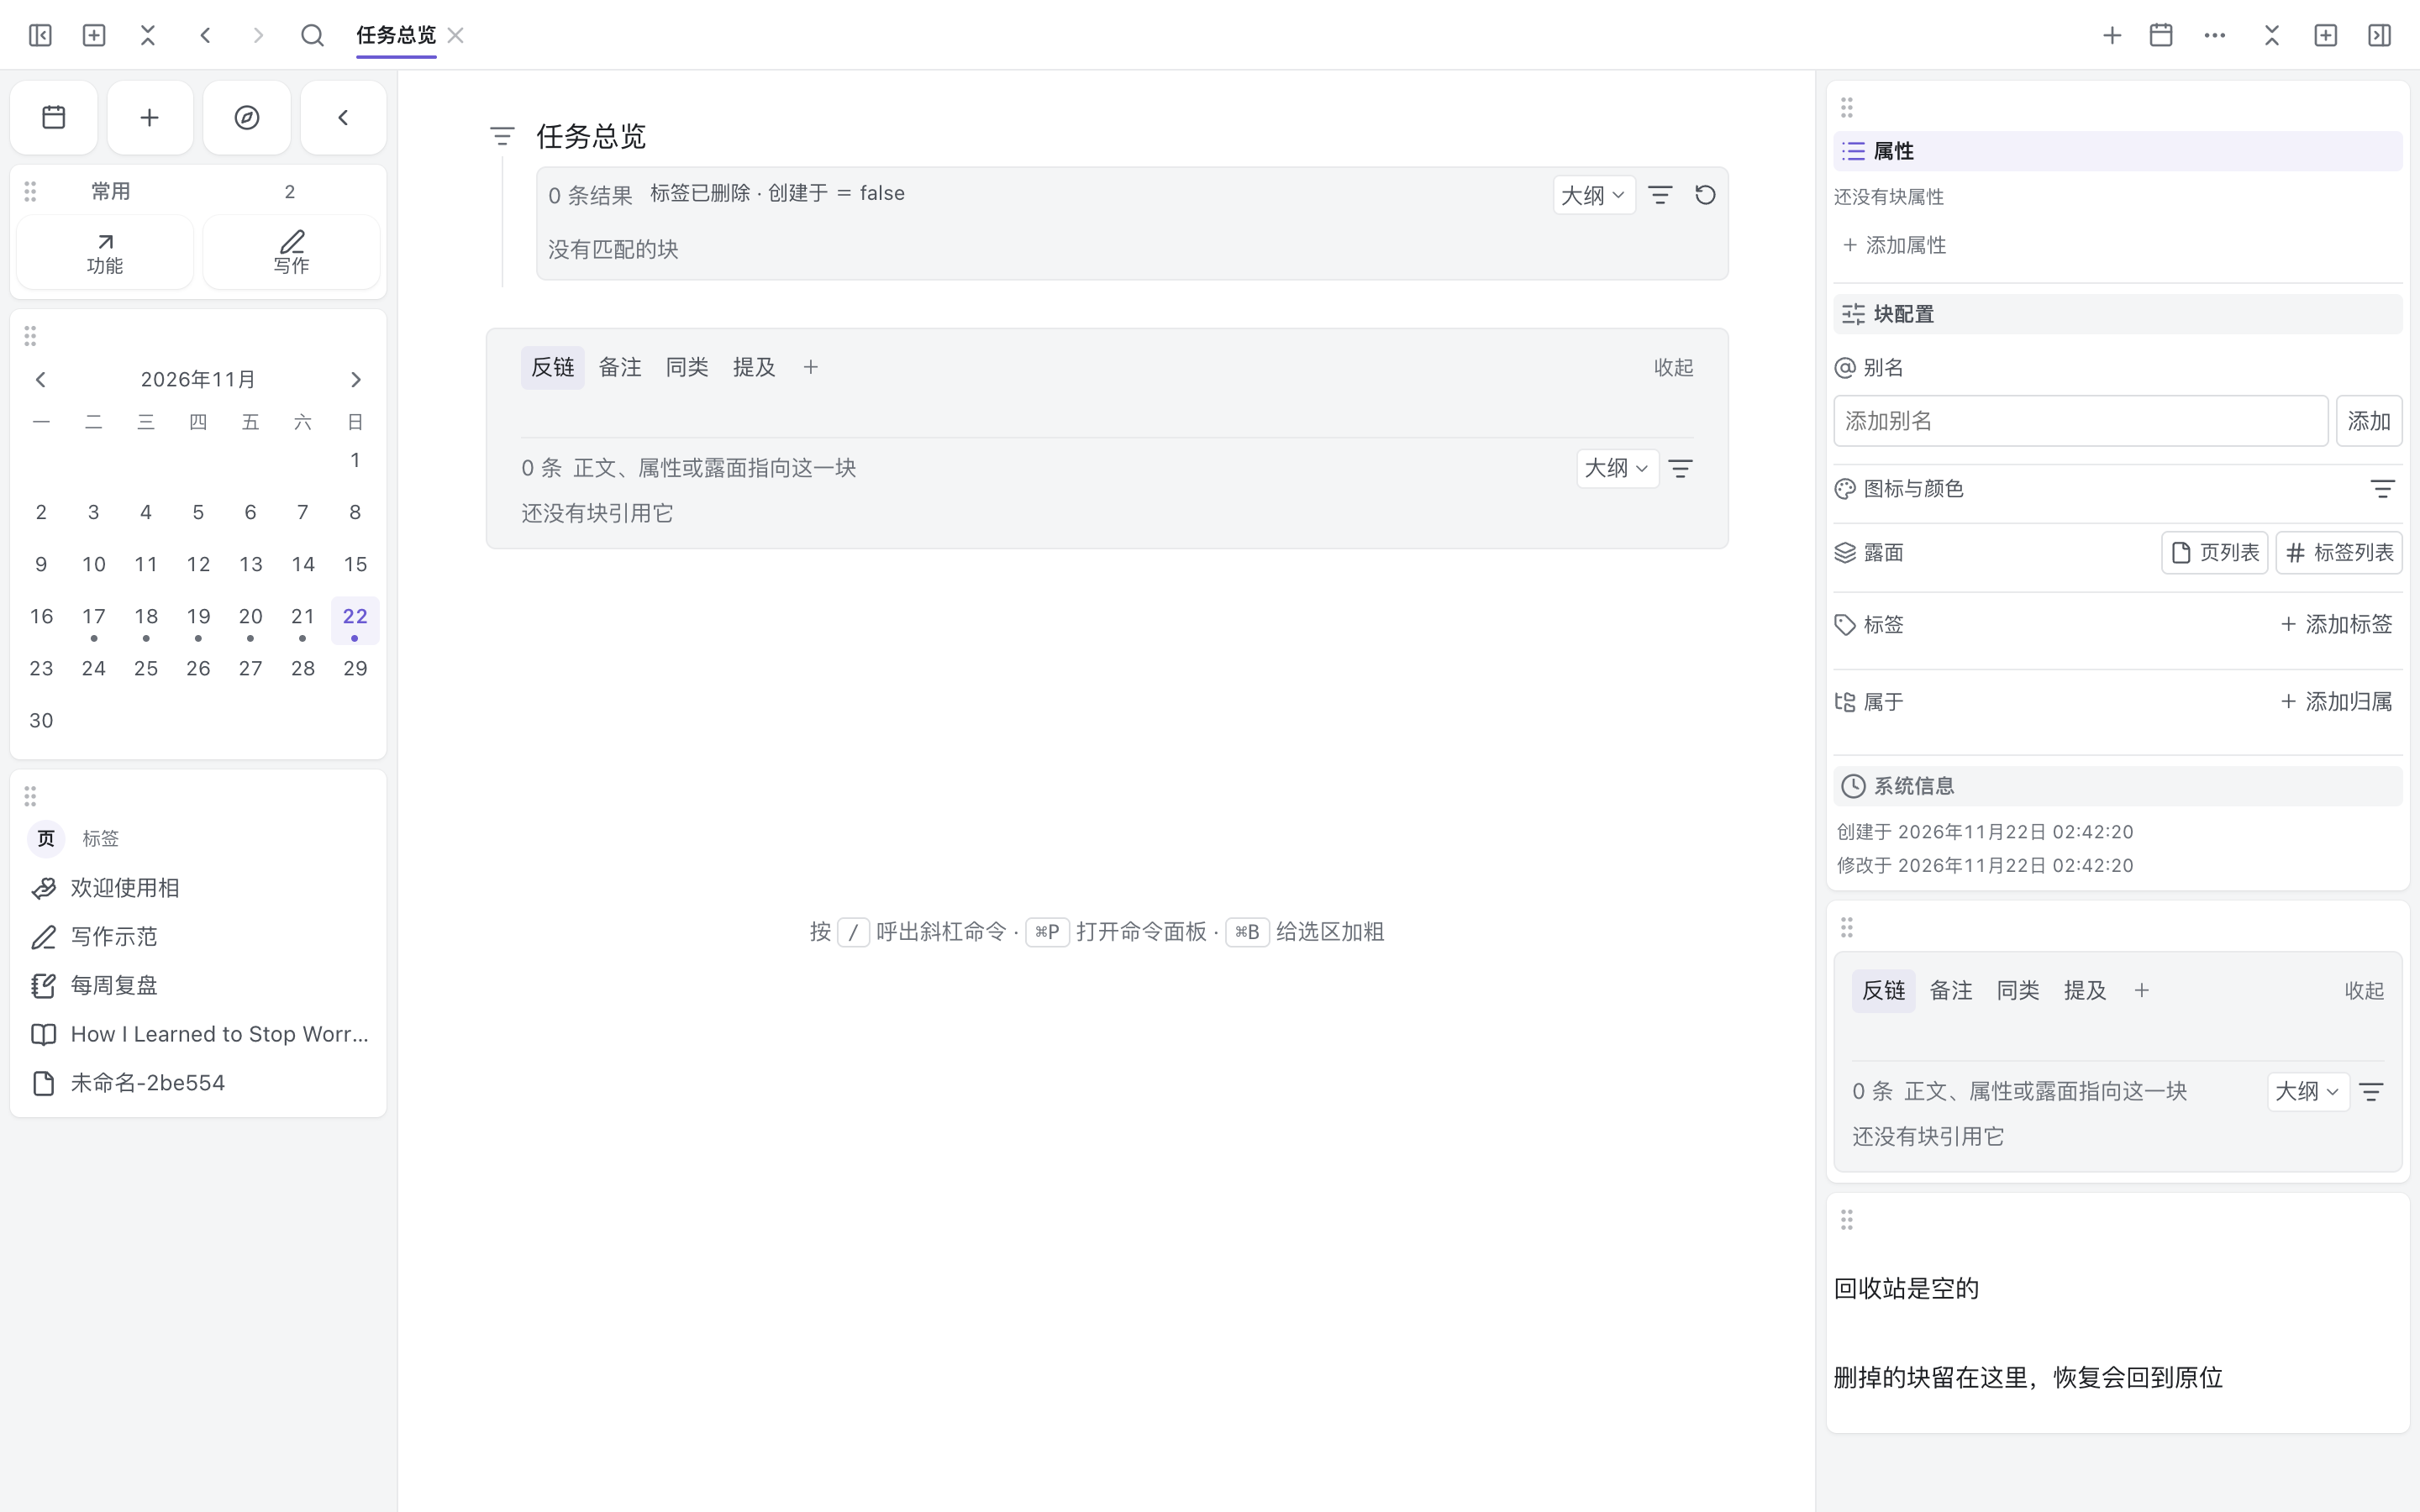 任务总览
常用
2
功能
写作
2026年11月
一 二 三 四 五 六 日
1
2 3 4 5 6 7 8
9 10 11 12 13 14 15
16 17 18 19 20 21 22
23 24 25 26 27 28 29
30
页 标签
欢迎使用相
写作示范
每周复盘
How I Learned to Stop Worr...
未命名-2be554
任务总览
0 条结果 标签已删除 · 创建于 = false
大纲
没有匹配的块
反链 备注 同类 提及 +
收起
0 条 正文、属性或露面指向这一块
大纲
还没有块引用它
按 / 呼出斜杠命令 · ⌘P 打开命令面板 · ⌘B 给选区加粗
属性
还没有块属性
+ 添加属性
块配置
别名
添加别名
添加
图标与颜色
露面
页列表
# 标签列表
标签
+ 添加标签
属于
+ 添加归属
系统信息
创建于 2026年11月22日 02:42:20
修改于 2026年11月22日 02:42:20
反链 备注 同类 提及 +
收起
0 条 正文、属性或露面指向这一块
大纲
还没有块引用它
回收站是空的
删掉的块留在这里，恢复会回到原位